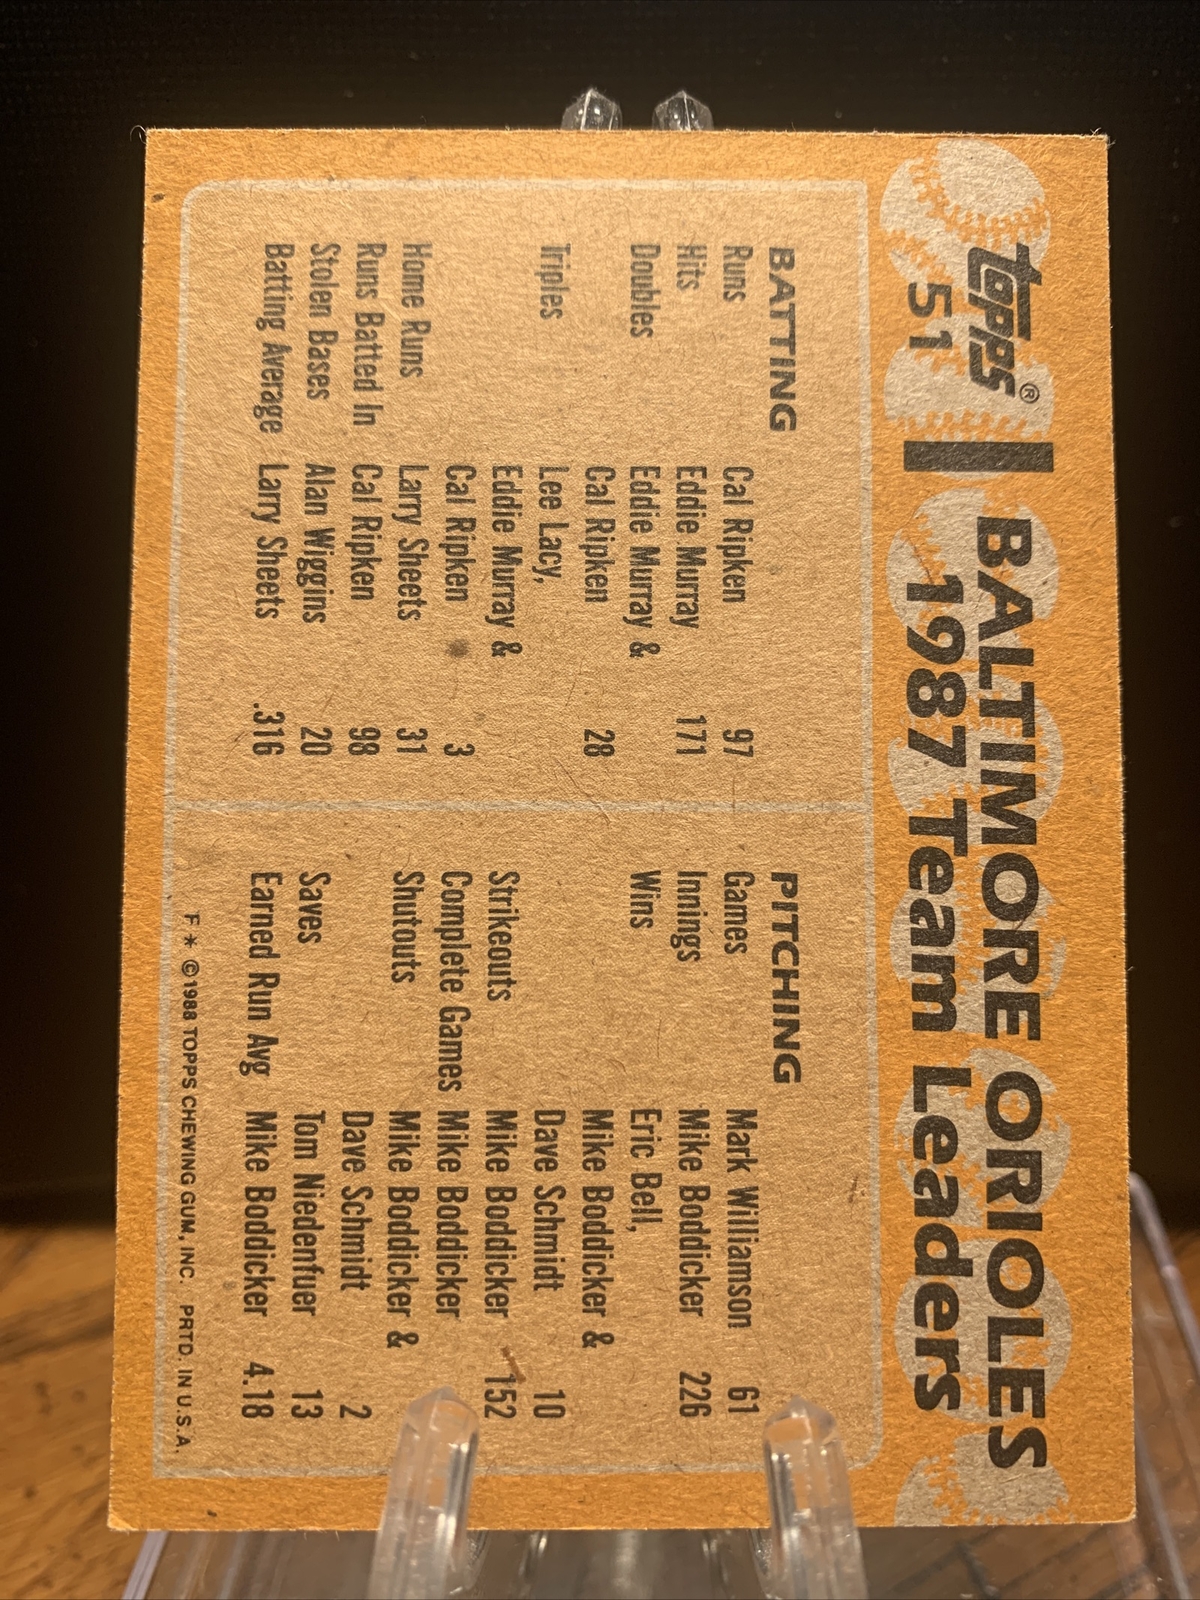 topps®
51
BALTIMORE ORIOLES
1987 Team Leaders
BATTING
Runs Cal Ripken 97
Hits Eddie Murray 171
Doubles Eddie Murray &
Cal Ripken 28
Triples Lee Lacy,
Eddie Murray &
Cal Ripken 3
Home Runs Larry Sheets 31
Runs Batted In Cal Ripken 98
Stolen Bases Alan Wiggins 20
Batting Average Larry Sheets .316
PITCHING
Games Mark Williamson 61
Innings Mike Boddicker 226
Wins Eric Bell,
Mike Boddicker &
Dave Schmidt 10
Strikeouts Mike Boddicker 152
Complete Games Mike Boddicker
Shutouts Mike Boddicker &
Dave Schmidt 2
Saves Tom Niedenfuer 13
Earned Run Avg Mike Boddicker 4.18
F* ©1988 TOPPS CHEWING GUM, INC. PRTD. IN U.S.A.